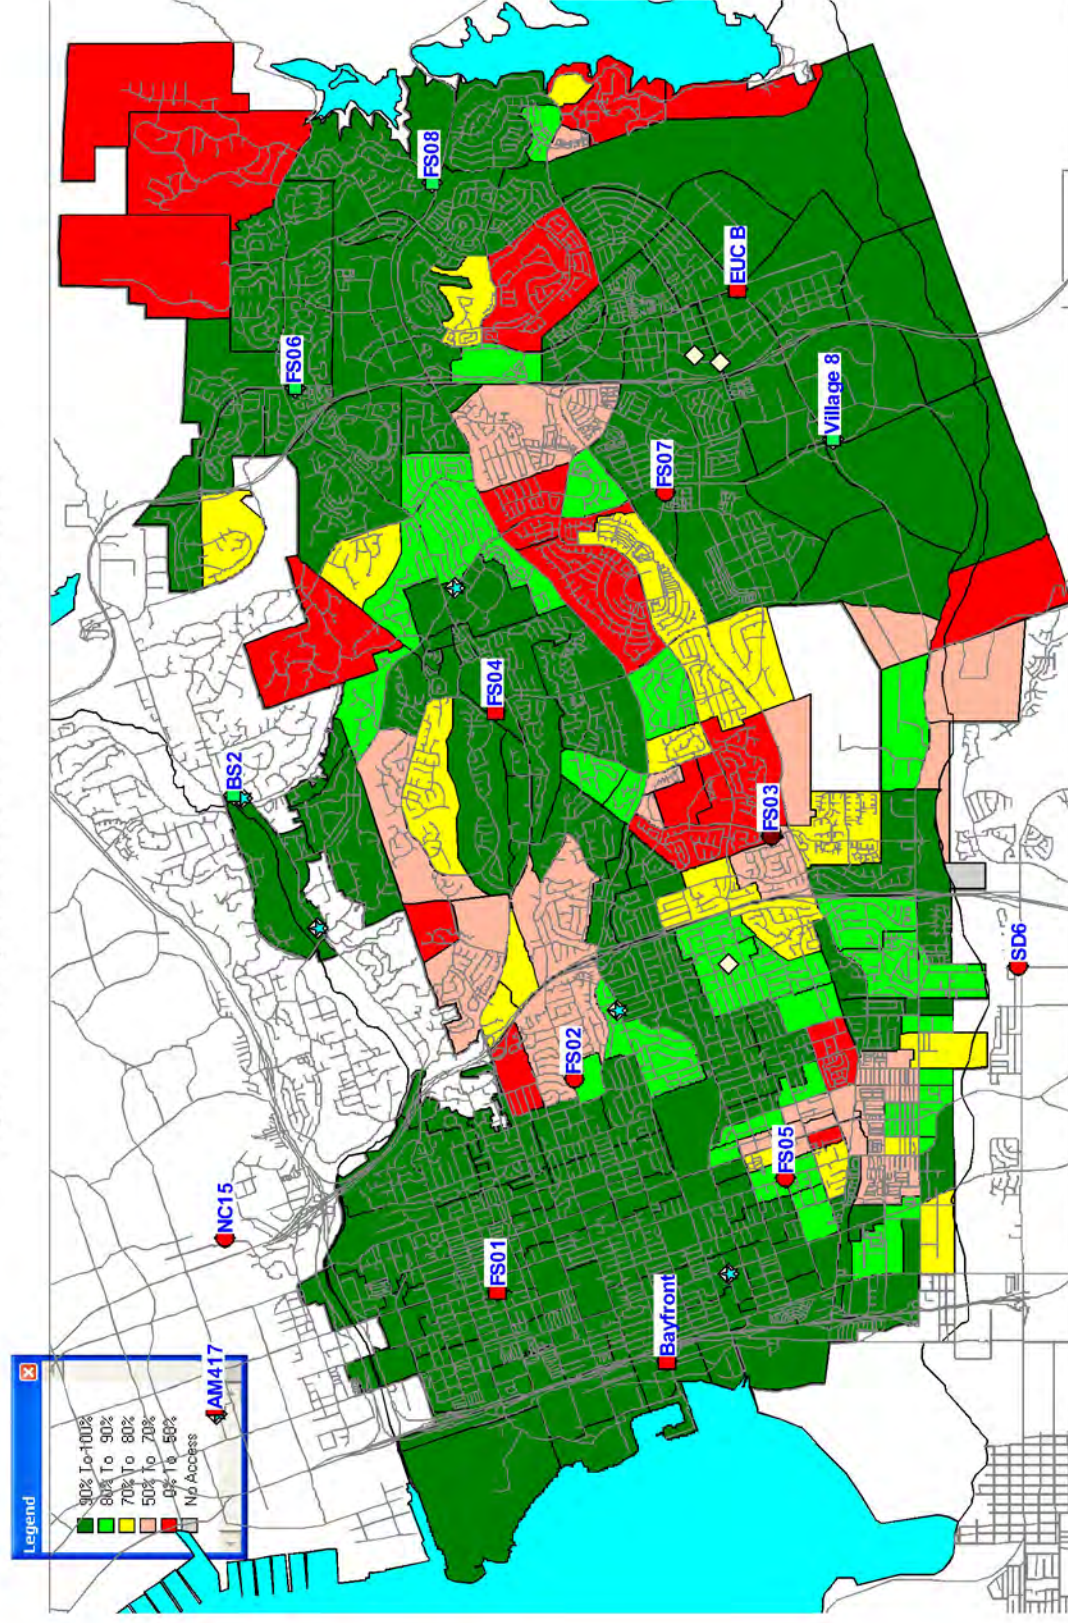 Legend
90% To 100%
80% To 90%
70% To 80%
50% To 70%
0% To 50%
No Access
AM417
NC15
BS2
FS06
FS08
FS01
FS02
FS04
Bayfront
FS05
FS03
FS07
EUC B
Village 8
SD6